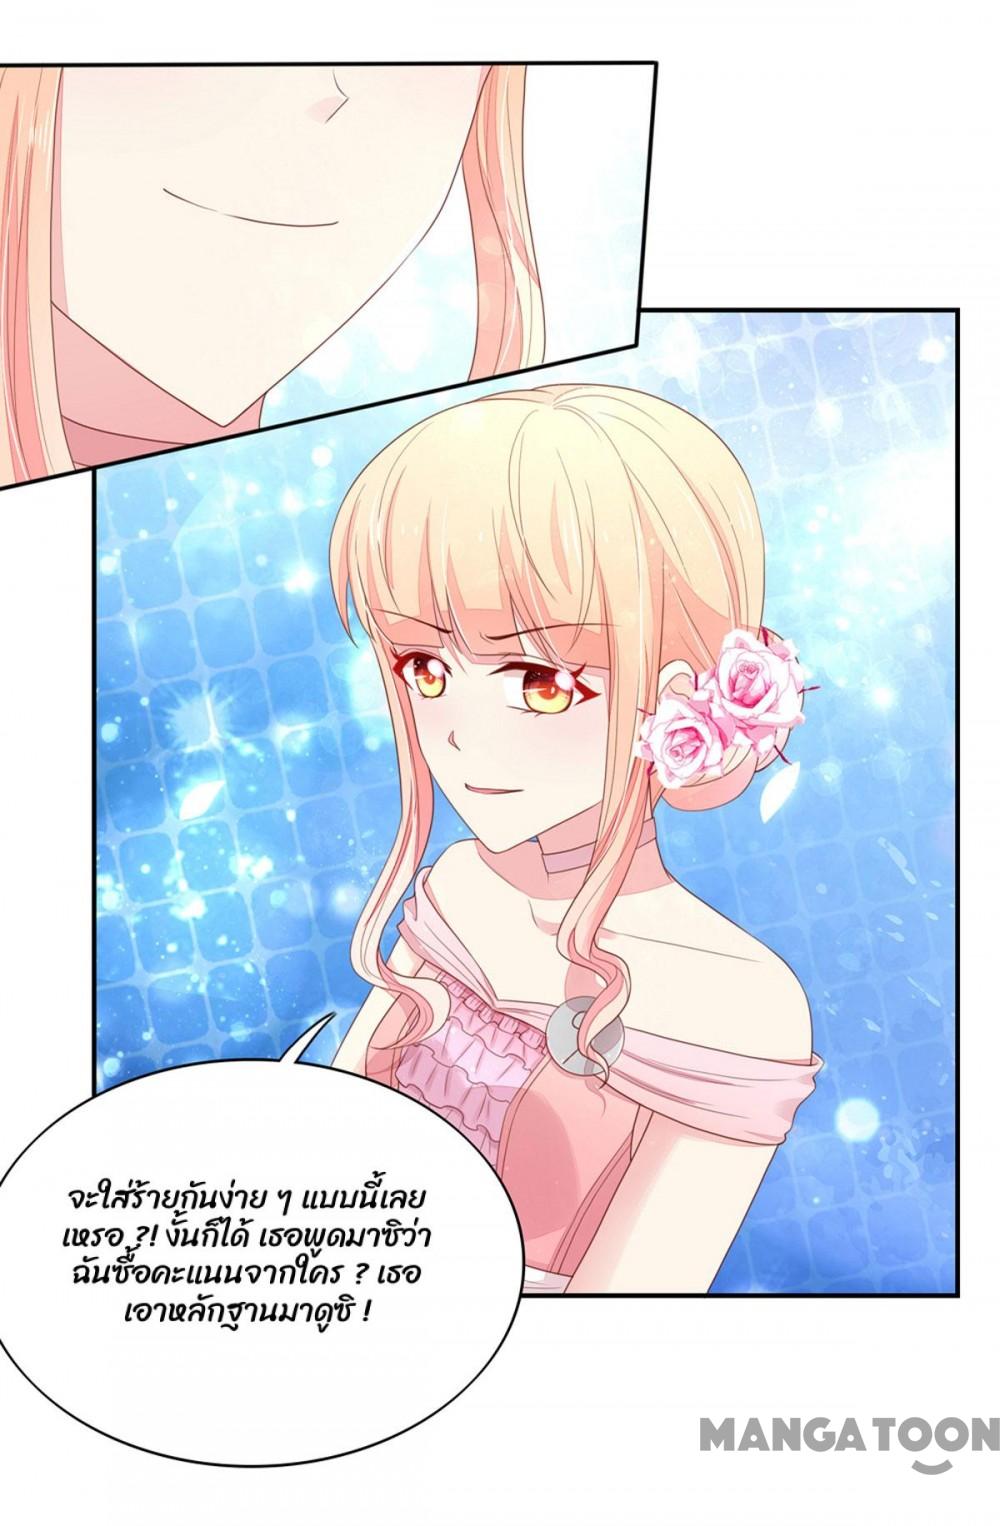 จะใส่ร้ายกันง่าย ๆ แบบนี้เลย
เหรอ ?! งั้นก็ได้ เธอพูดมาซิว่า
ฉันซื้อคะแนนจากใคร ? เธอ
เอาหลักฐานมาดูซิ !
MANGATOON